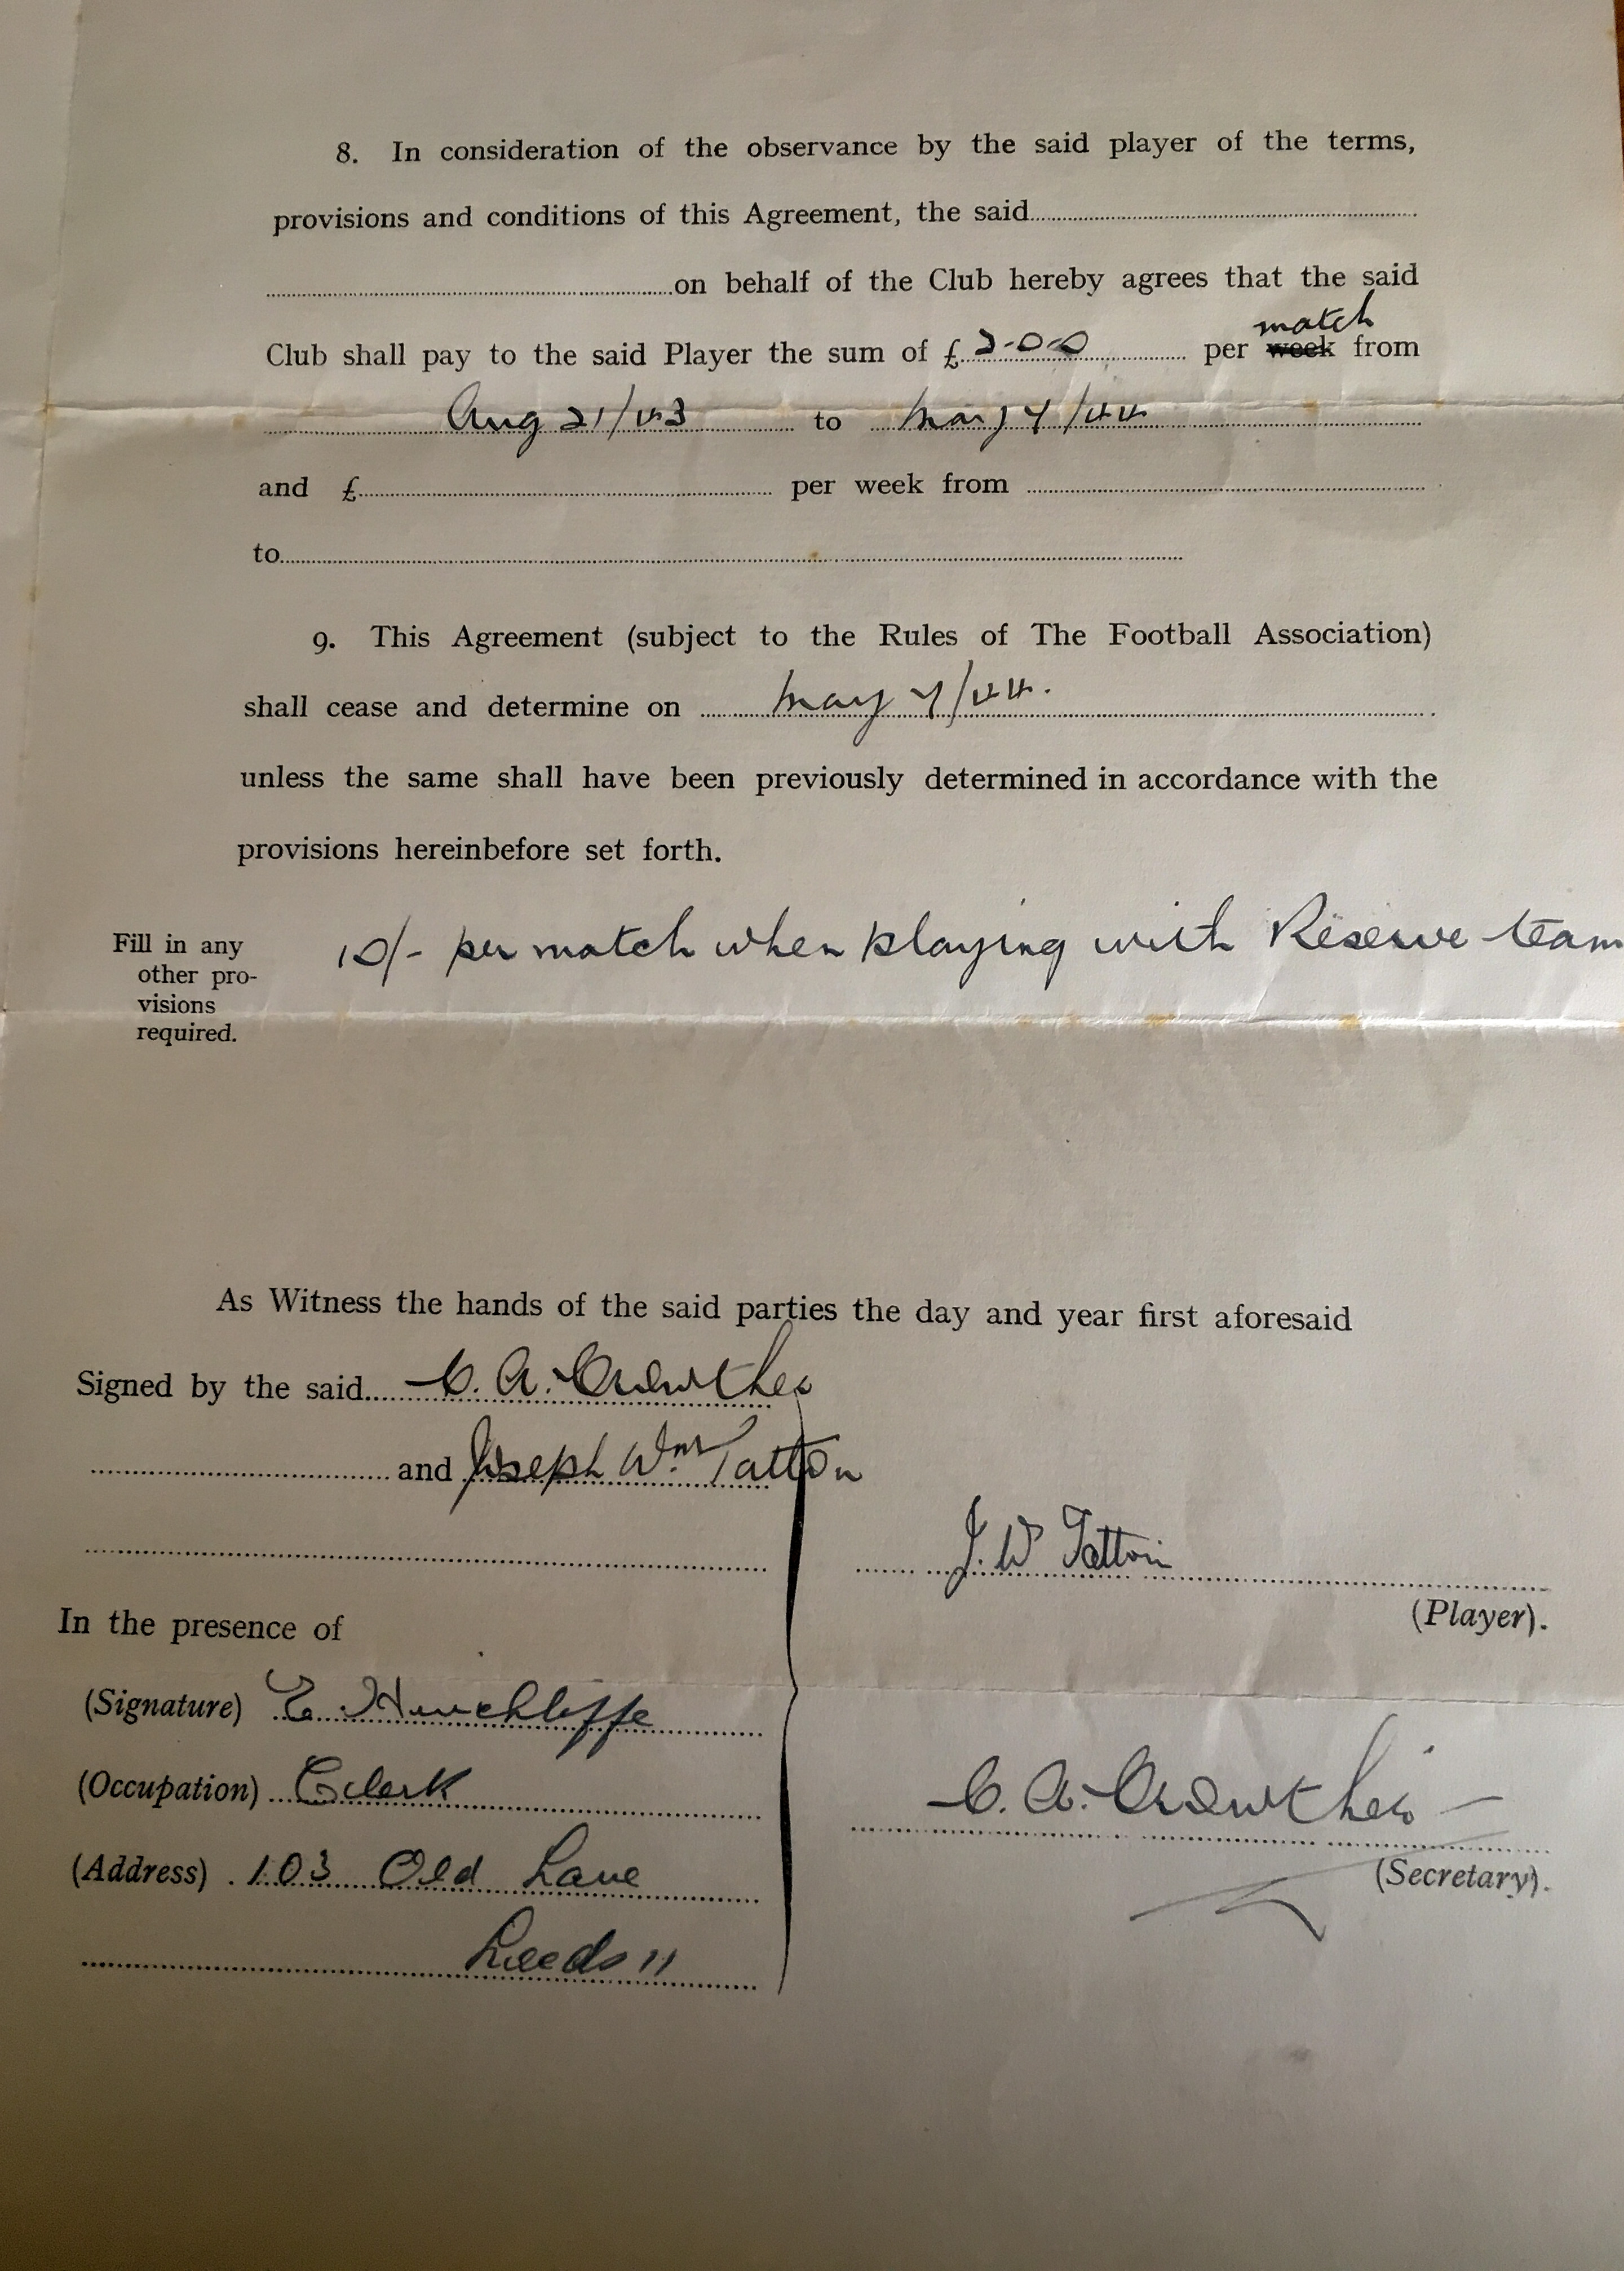 8. In consideration of the observance by the said player of the terms,
provisions and conditions of this Agreement, the said
on behalf of the Club hereby agrees that the said
match
Club shall pay to the said Player the sum of £ 2-0-0 per week from
Aug 21/43 to May 7/44
and £ per week from
to
9. This Agreement (subject to the Rules of The Football Association)
shall cease and determine on May 7/44.
unless the same shall have been previously determined in accordance with the
provisions hereinbefore set forth.
Fill in any
other pro-
visions
required.
10/- per match when playing with Reserve team
As Witness the hands of the said parties the day and year first aforesaid
Signed by the said C. A. Crowther
and Joseph Wm Tatton
J. W Tatton
(Player).
In the presence of
(Signature) E. Hinchliffe
(Occupation) Clerk
C. A. Crowther
(Address) 103 Old Lane
(Secretary).
Leeds 11